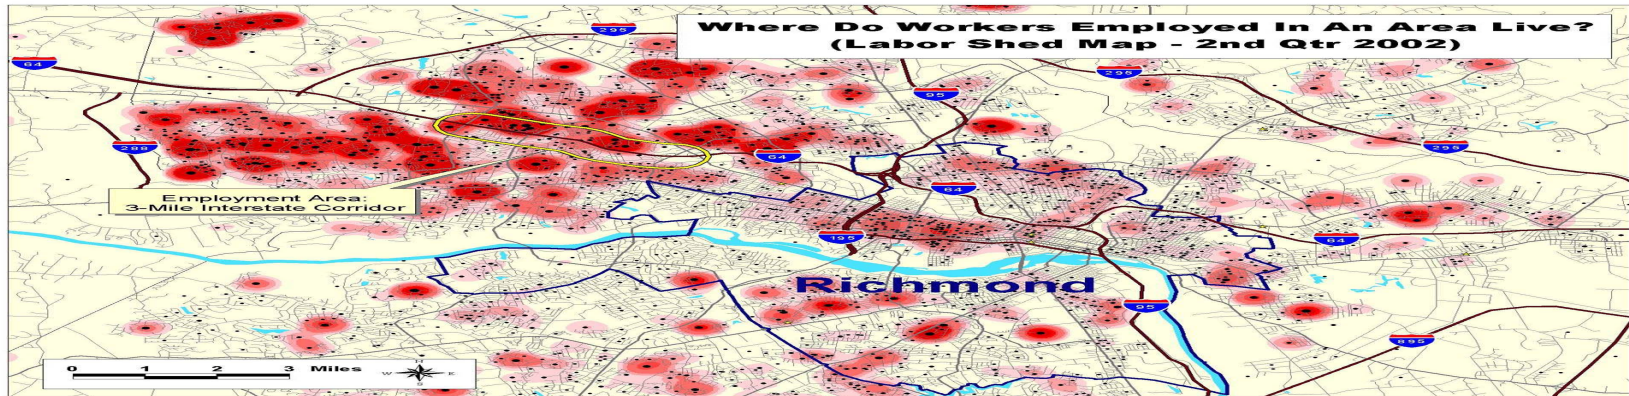 Where Do Workers Employed In An Area Live?
(Labor Shed Map - 2nd Qtr 2002)
295
64
295
95
288
295
64
64
Employment Area:
3-Mile Interstate Corridor
195
64
Richmond
95
895
0 1 2 3 Miles
N
W E
S